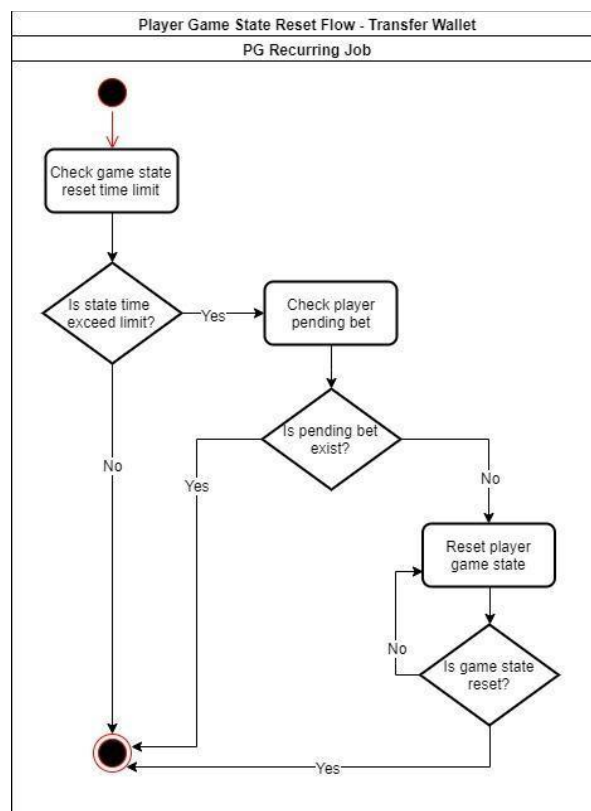 Player Game State Reset Flow - Transfer Wallet
PG Recurring Job
Check game state
reset time limit
Is state time
exceed limit?
Yes
Check player
pending bet
Is pending bet
exist?
No
Yes
No
Reset player
game state
No
Is game state
reset?
Yes